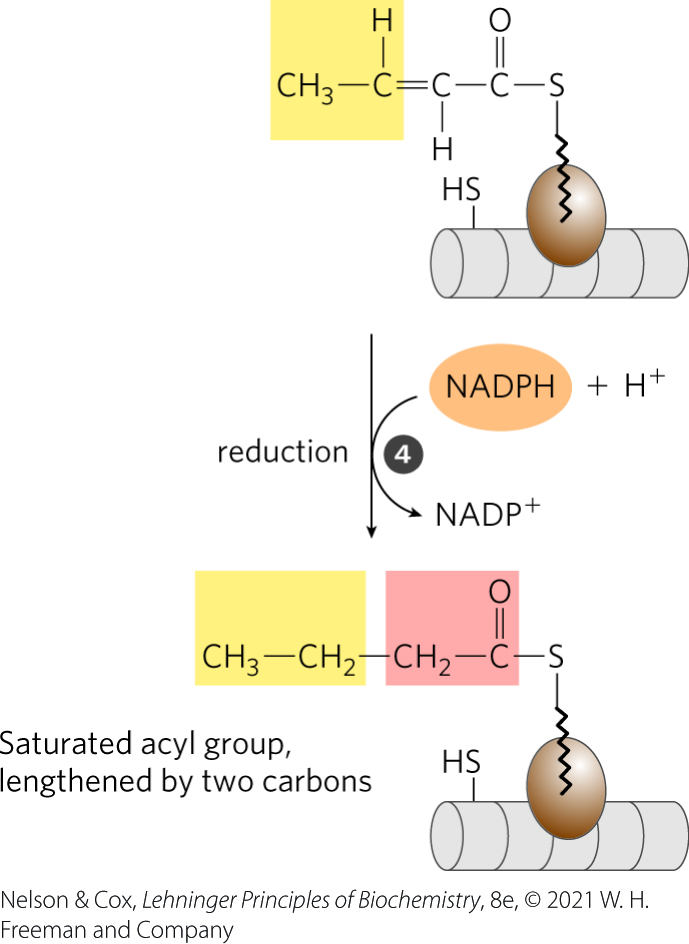 H O
CH₃—C=C—C—S
H
HS
NADPH + H⁺
reduction 4
NADP⁺
O
CH₃—CH₂—CH₂—C—S
Saturated acyl group,
lengthened by two carbons
HS
Nelson & Cox, Lehninger Principles of Biochemistry, 8e, © 2021 W. H.
Freeman and Company